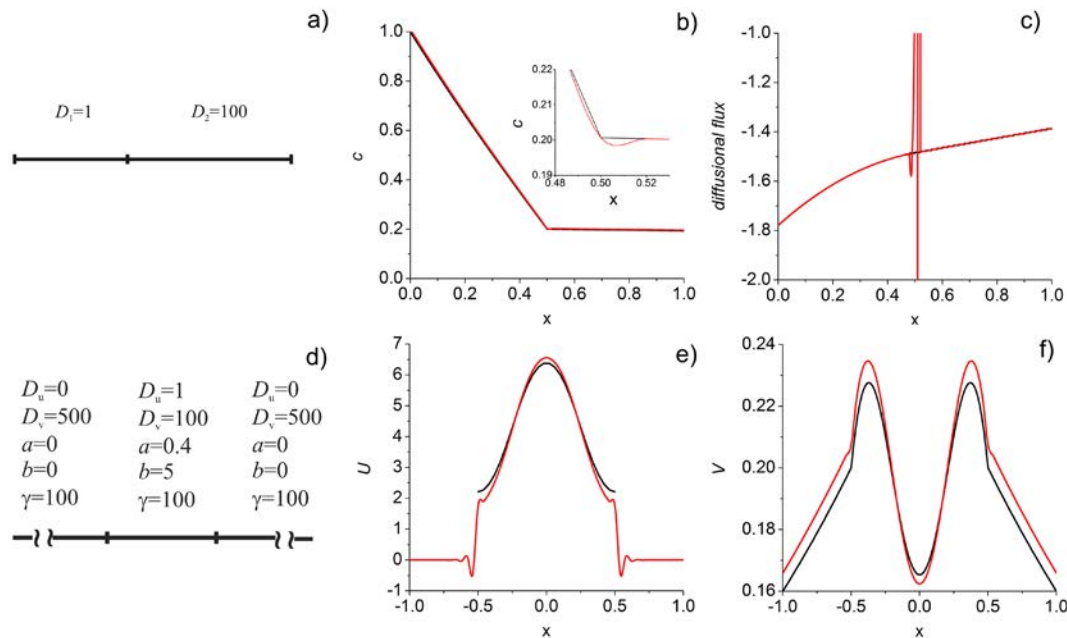 a)
D₁=1 D₂=100
b)
1.0
0.8
0.6
0.4
0.2
0.0
c
0.0 0.2 0.4 0.6 0.8 1.0
x
0.22
0.21
0.20
0.19
c
0.48 0.50 0.52
x
c)
-1.0
-1.2
-1.4
-1.6
-1.8
-2.0
diffusional flux
0.0 0.2 0.4 0.6 0.8 1.0
x
d)
Dᵤ=0 Dᵤ=1 Dᵤ=0
Dᵥ=500 Dᵥ=100 Dᵥ=500
a=0 a=0.4 a=0
b=0 b=5 b=0
γ=100 γ=100 γ=100
e)
7
6
5
4
3
2
1
0
-1
U
-1.0 -0.5 0.0 0.5 1.0
x
f)
0.24
0.22
0.20
0.18
0.16
V
-1.0 -0.5 0.0 0.5 1.0
x